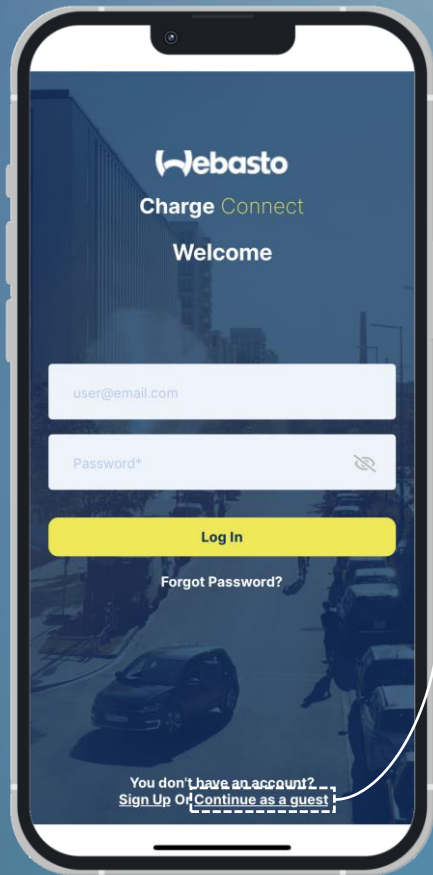 Webasto
Charge Connect
Welcome
user@email.com
Password*
Log In
Forgot Password?
You don't have an account?
Sign Up Or Continue as a guest